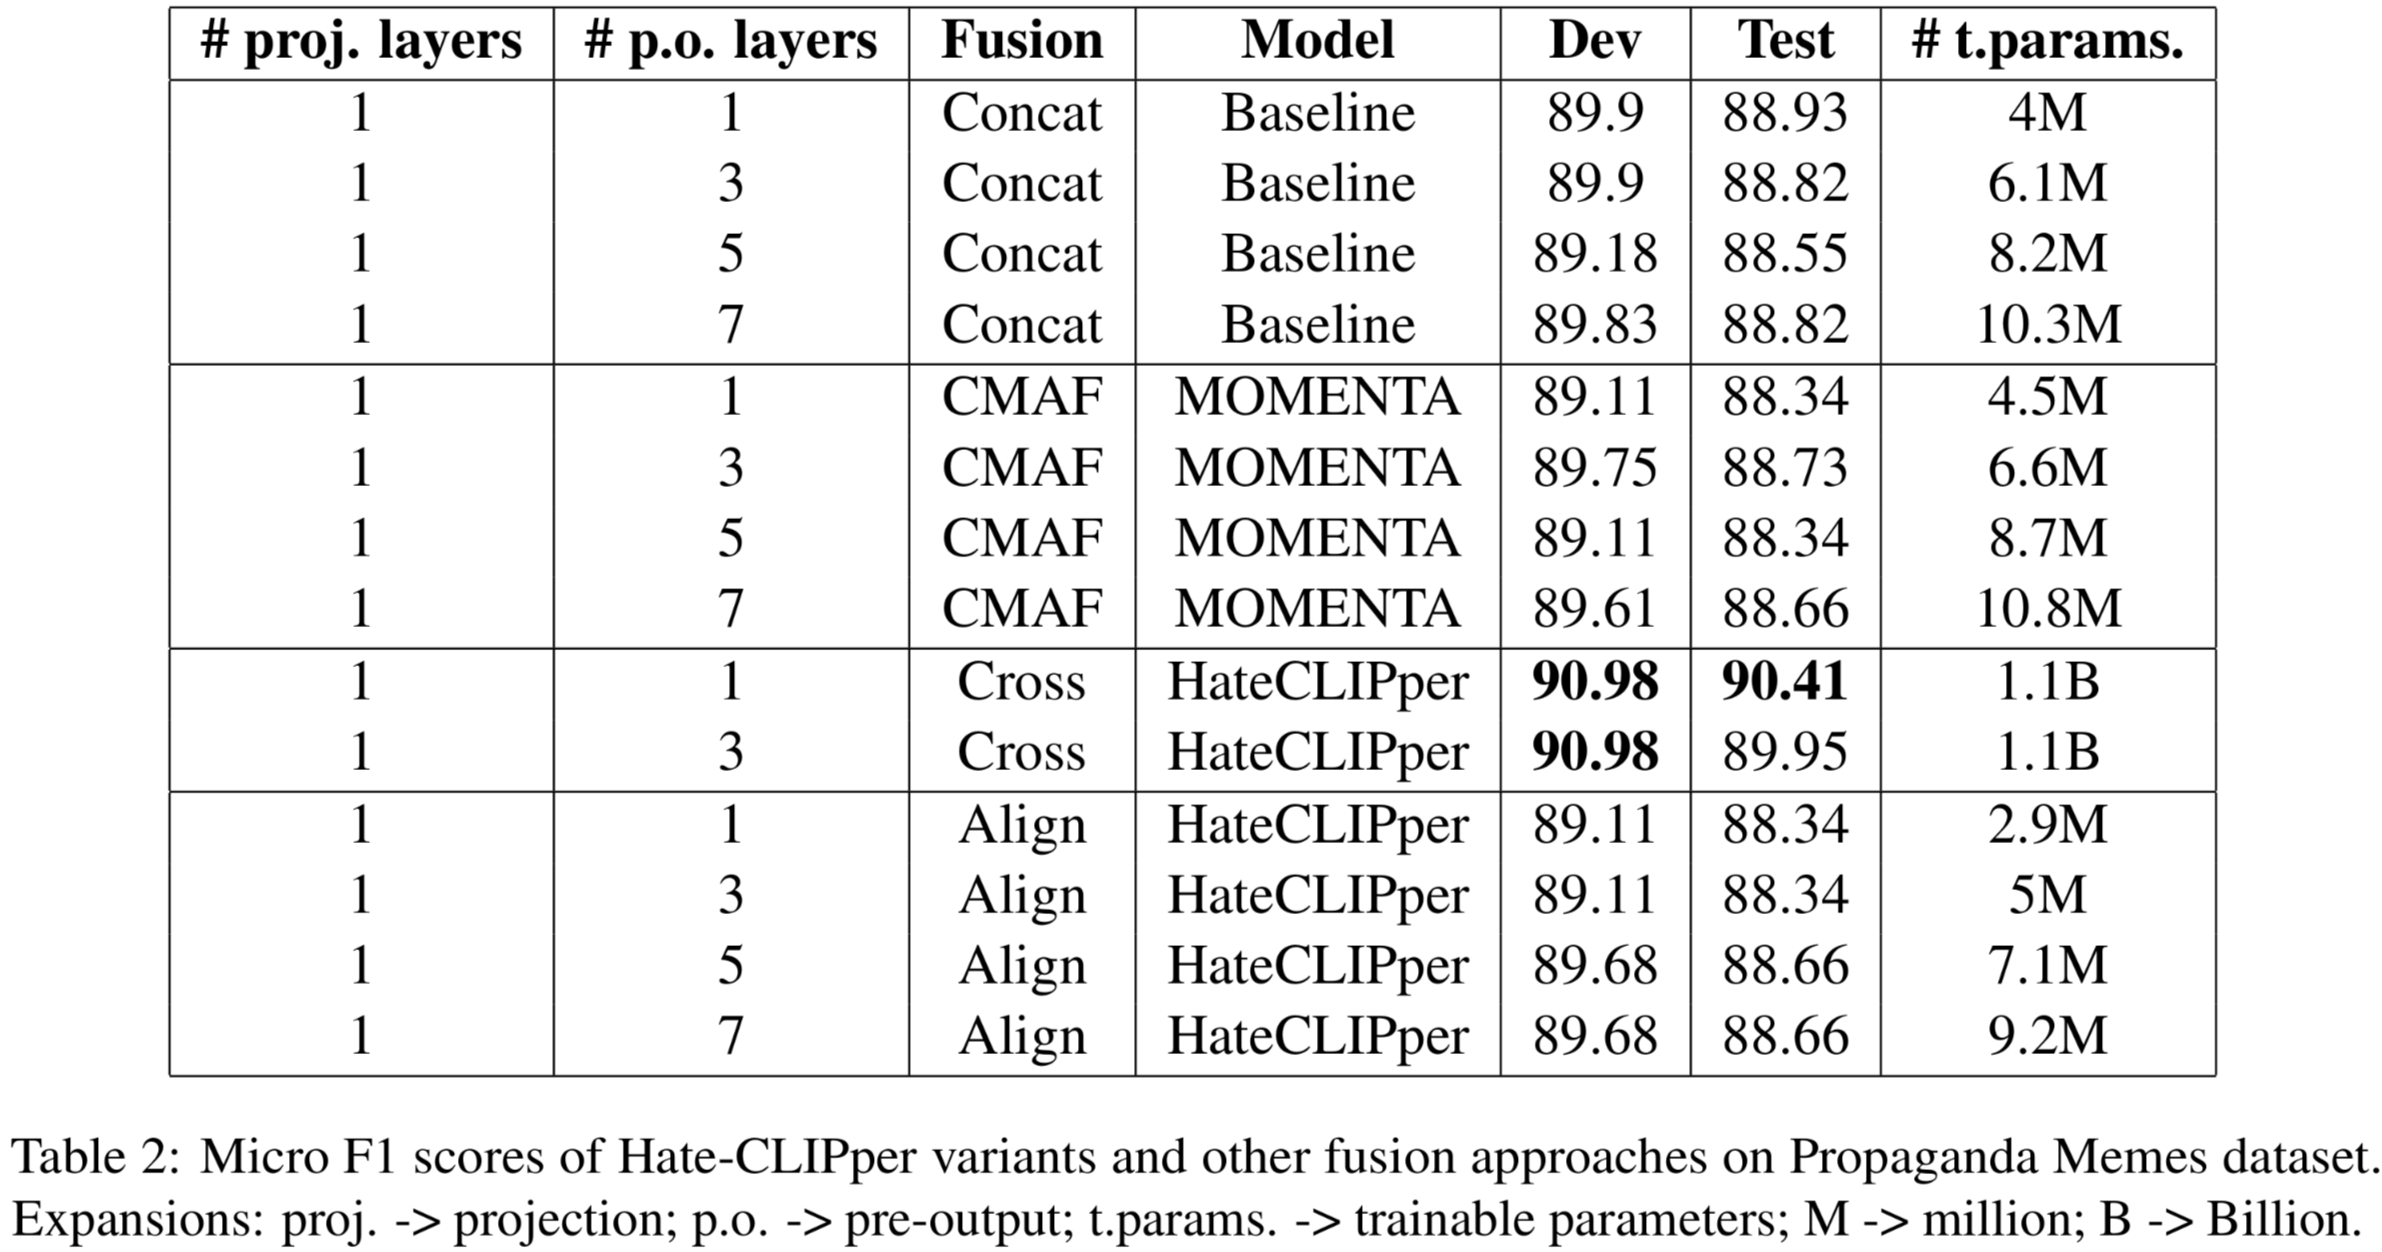 # proj. layers # p.o. layers Fusion Model Dev Test # t.params.
1 1 Concat Baseline 89.9 88.93 4M
1 3 Concat Baseline 89.9 88.82 6.1M
1 5 Concat Baseline 89.18 88.55 8.2M
1 7 Concat Baseline 89.83 88.82 10.3M
1 1 CMAF MOMENTA 89.11 88.34 4.5M
1 3 CMAF MOMENTA 89.75 88.73 6.6M
1 5 CMAF MOMENTA 89.11 88.34 8.7M
1 7 CMAF MOMENTA 89.61 88.66 10.8M
1 1 Cross HateCLIPper 90.98 90.41 1.1B
1 3 Cross HateCLIPper 90.98 89.95 1.1B
1 1 Align HateCLIPper 89.11 88.34 2.9M
1 3 Align HateCLIPper 89.11 88.34 5M
1 5 Align HateCLIPper 89.68 88.66 7.1M
1 7 Align HateCLIPper 89.68 88.66 9.2M
Table 2: Micro F1 scores of Hate-CLIPper variants and other fusion approaches on Propaganda Memes dataset.
Expansions: proj. -> projection; p.o. -> pre-output; t.params. -> trainable parameters; M -> million; B -> Billion.